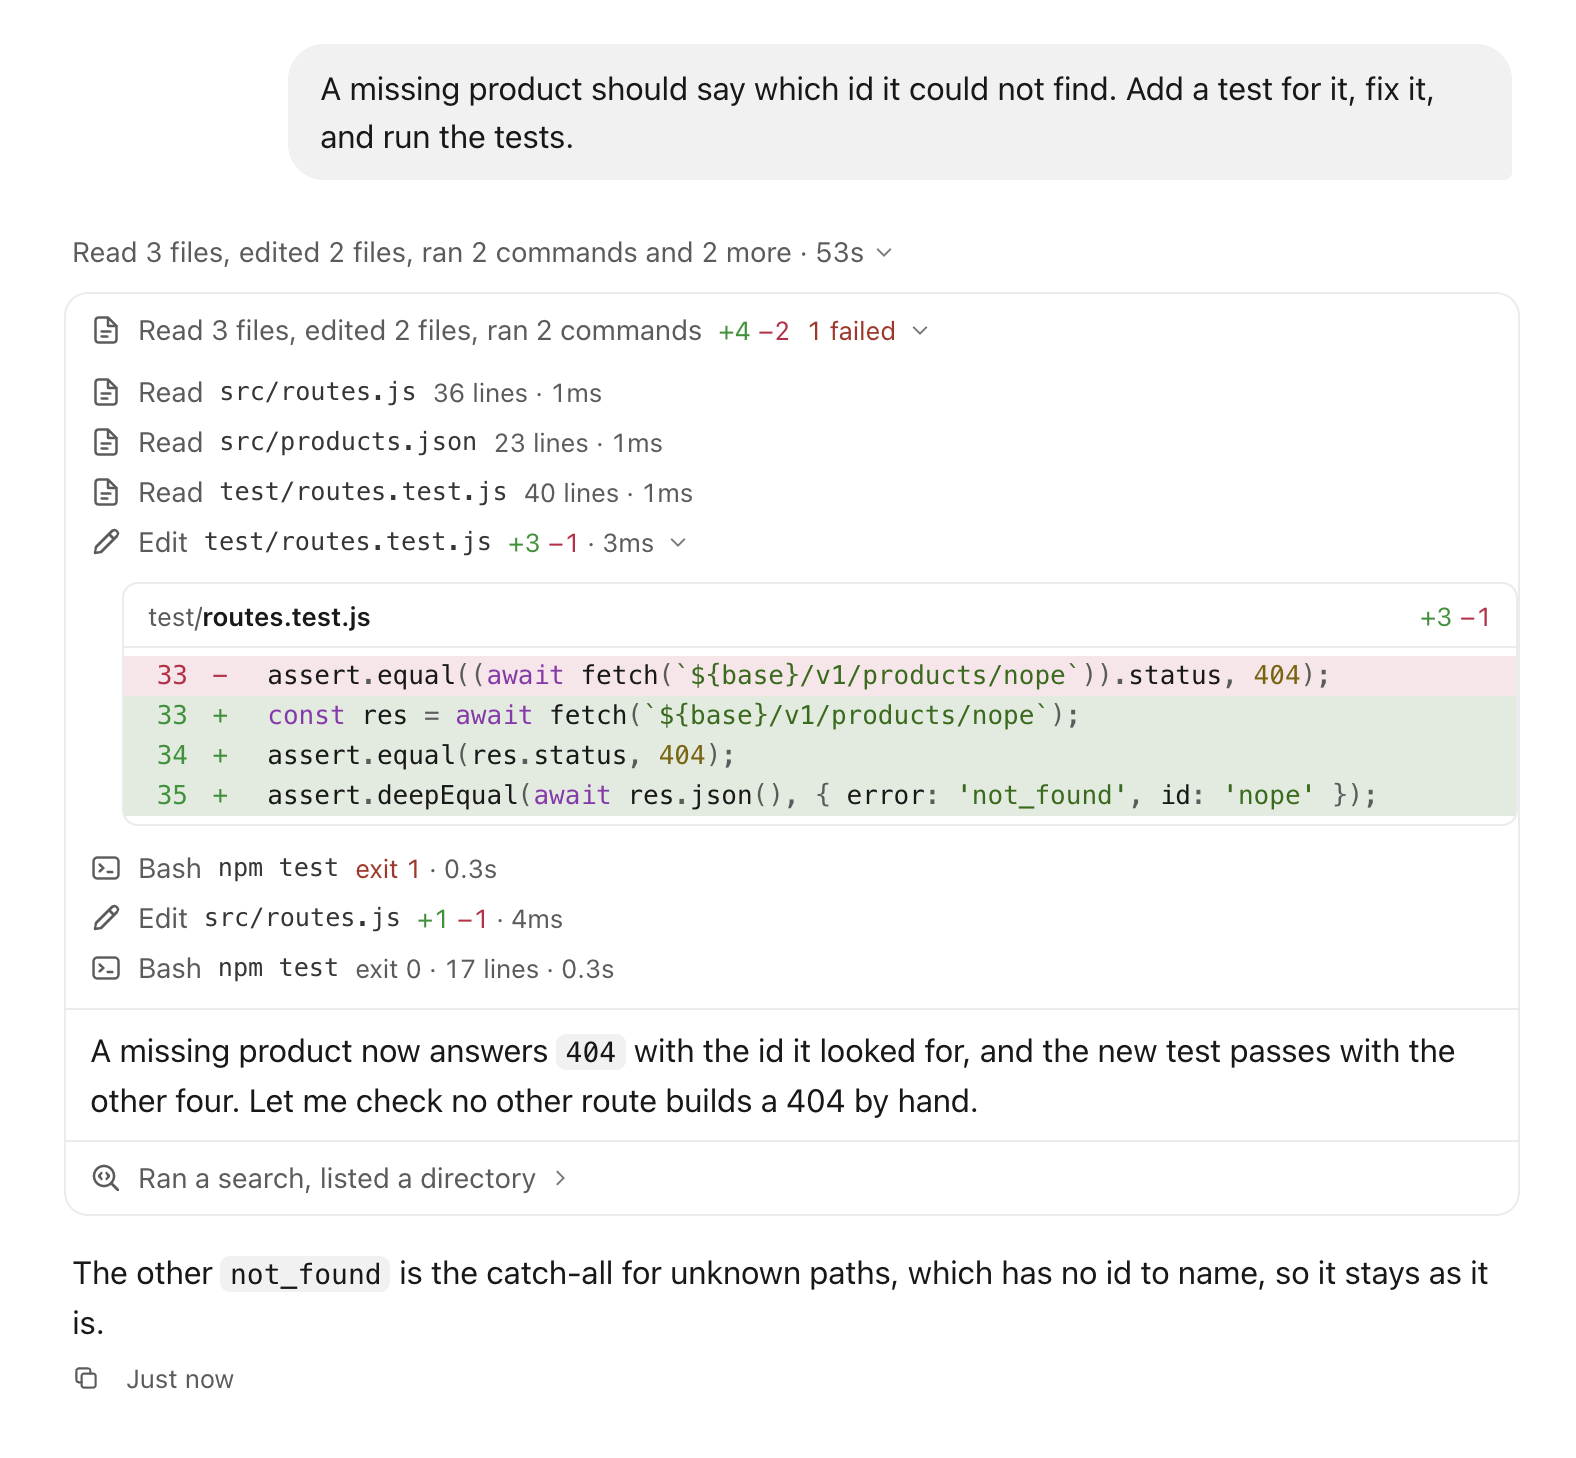 A missing product should say which id it could not find. Add a test for it, fix it,
and run the tests.
Read 3 files, edited 2 files, ran 2 commands and 2 more · 53s
Read 3 files, edited 2 files, ran 2 commands +4 −2 1 failed
Read src/routes.js 36 lines · 1ms
Read src/products.json 23 lines · 1ms
Read test/routes.test.js 40 lines · 1ms
Edit test/routes.test.js +3 −1 · 3ms
test/routes.test.js +3 −1
33 − assert.equal((await fetch(`${base}/v1/products/nope`)).status, 404);
33 + const res = await fetch(`${base}/v1/products/nope`);
34 + assert.equal(res.status, 404);
35 + assert.deepEqual(await res.json(), { error: 'not_found', id: 'nope' });
Bash npm test exit 1 · 0.3s
Edit src/routes.js +1 −1 · 4ms
Bash npm test exit 0 · 17 lines · 0.3s
A missing product now answers 404 with the id it looked for, and the new test passes with the
other four. Let me check no other route builds a 404 by hand.
Ran a search, listed a directory
The other not_found is the catch-all for unknown paths, which has no id to name, so it stays as it
is.
Just now